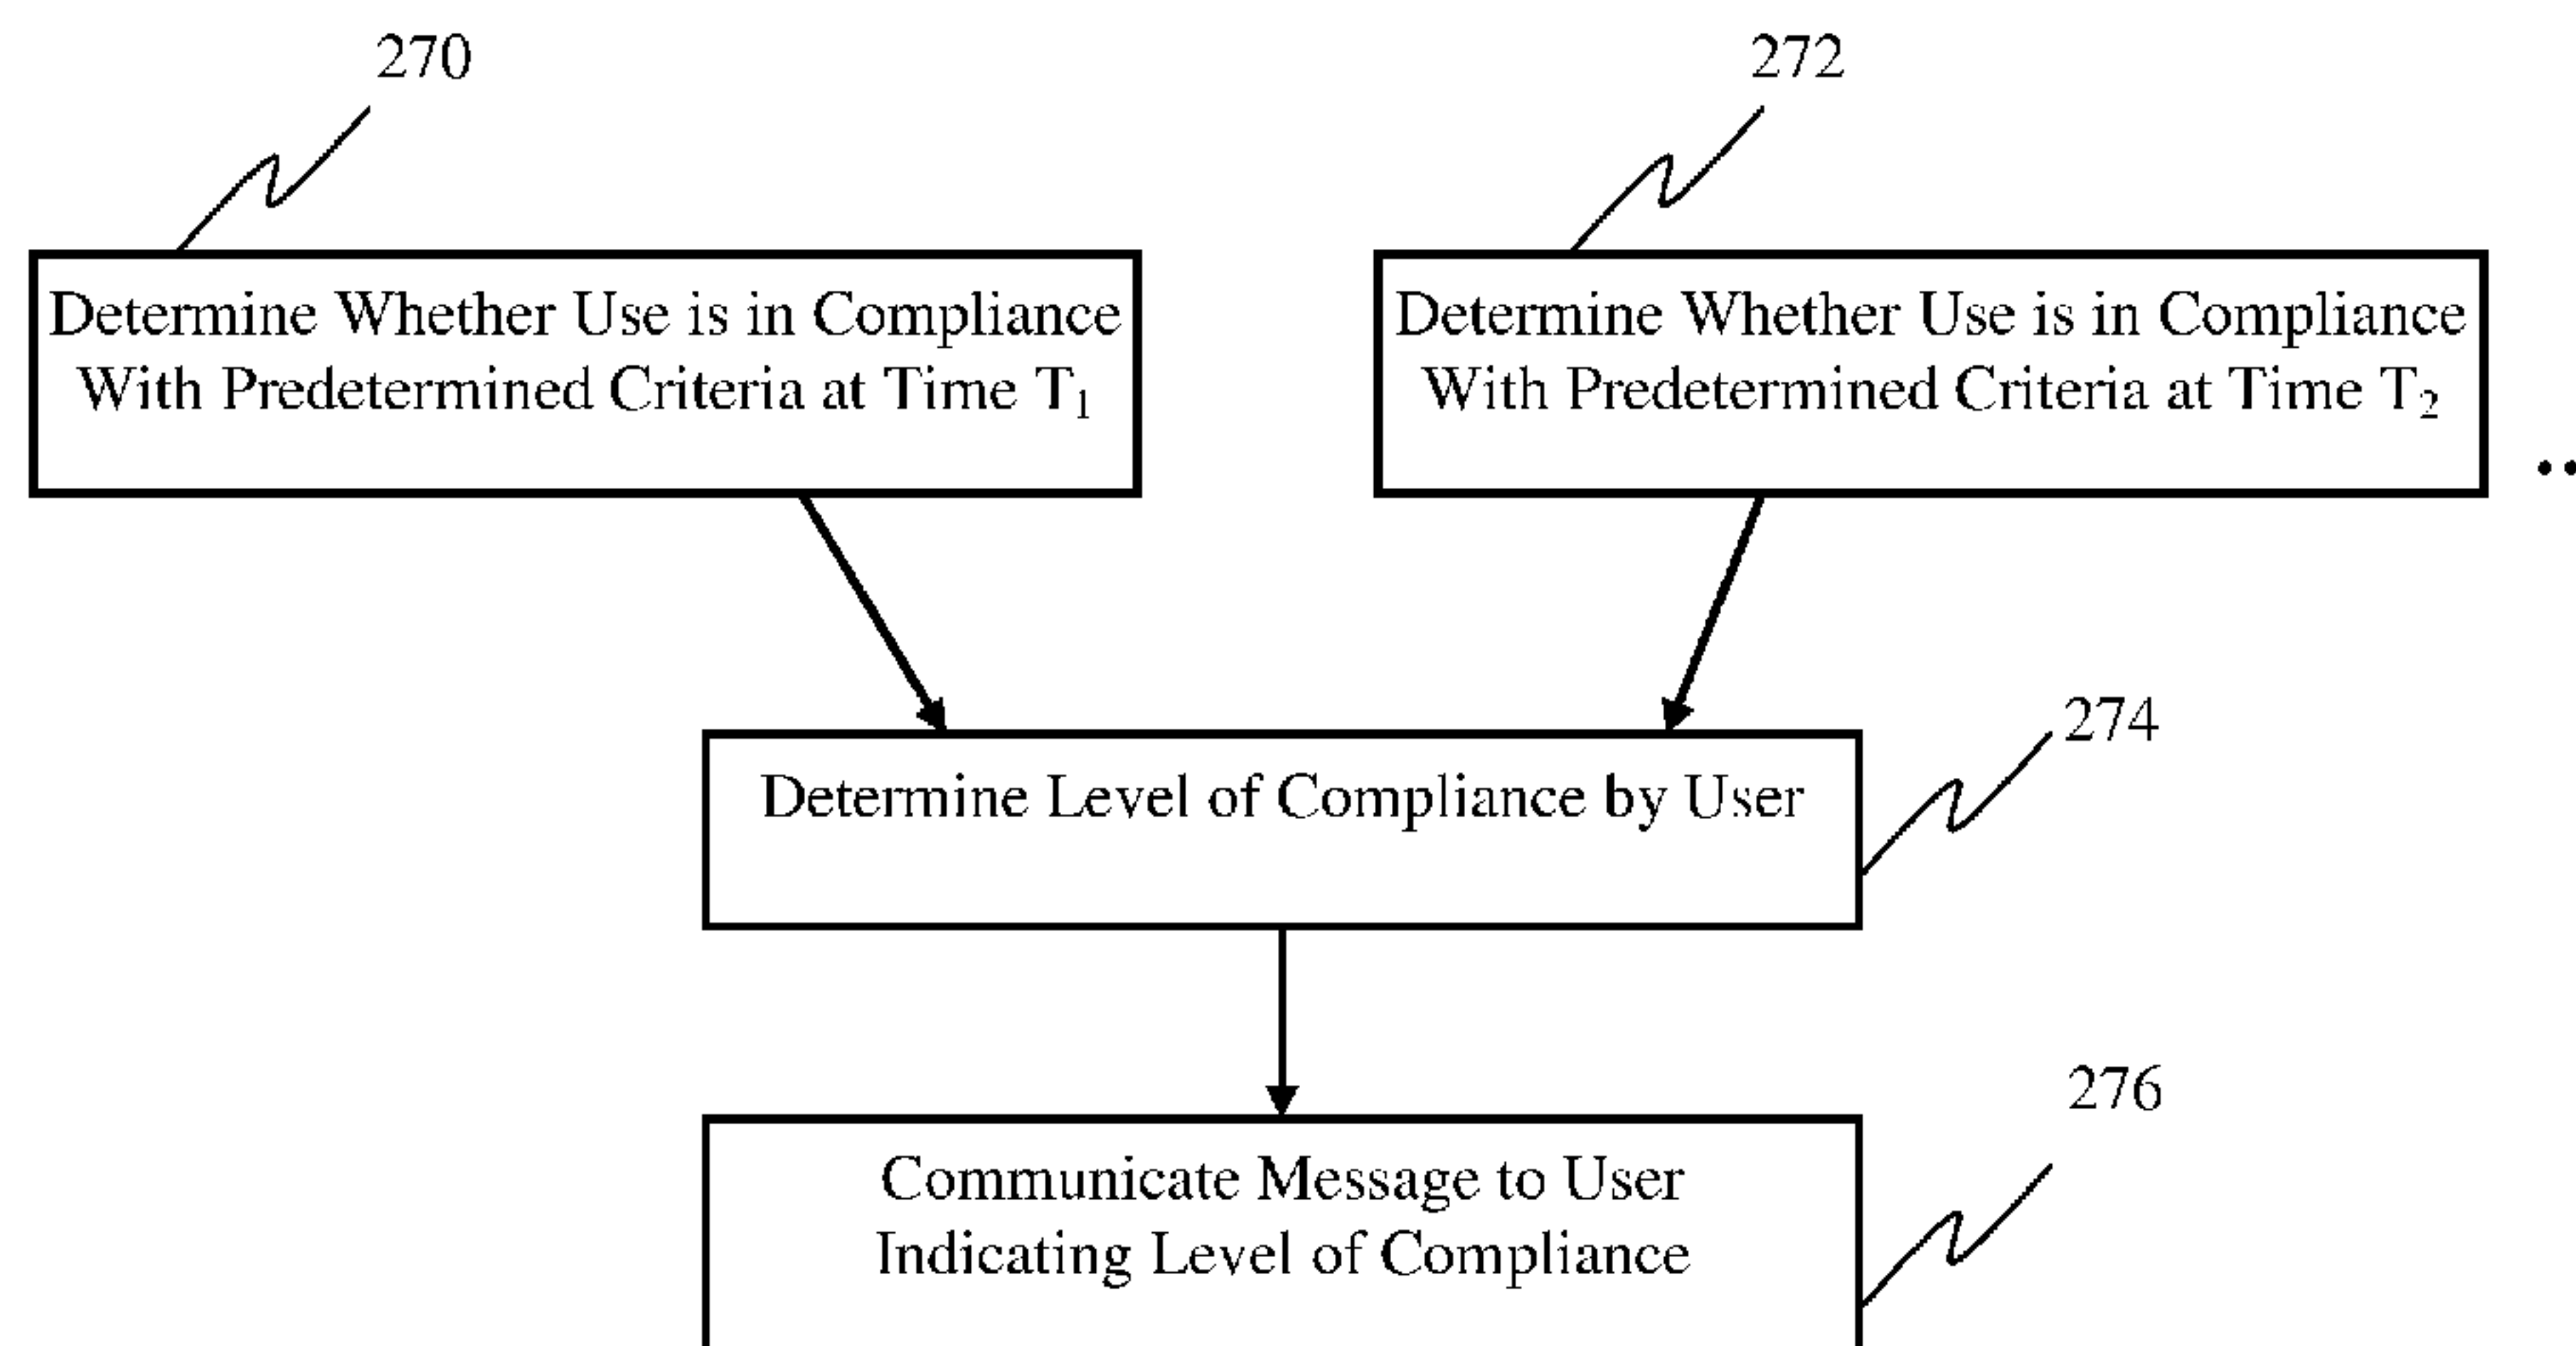 270
272
Determine Whether Use is in Compliance
With Predetermined Criteria at Time T₁
Determine Whether Use is in Compliance
With Predetermined Criteria at Time T₂
..
274
Determine Level of Compliance by User
276
Communicate Message to User
Indicating Level of Compliance